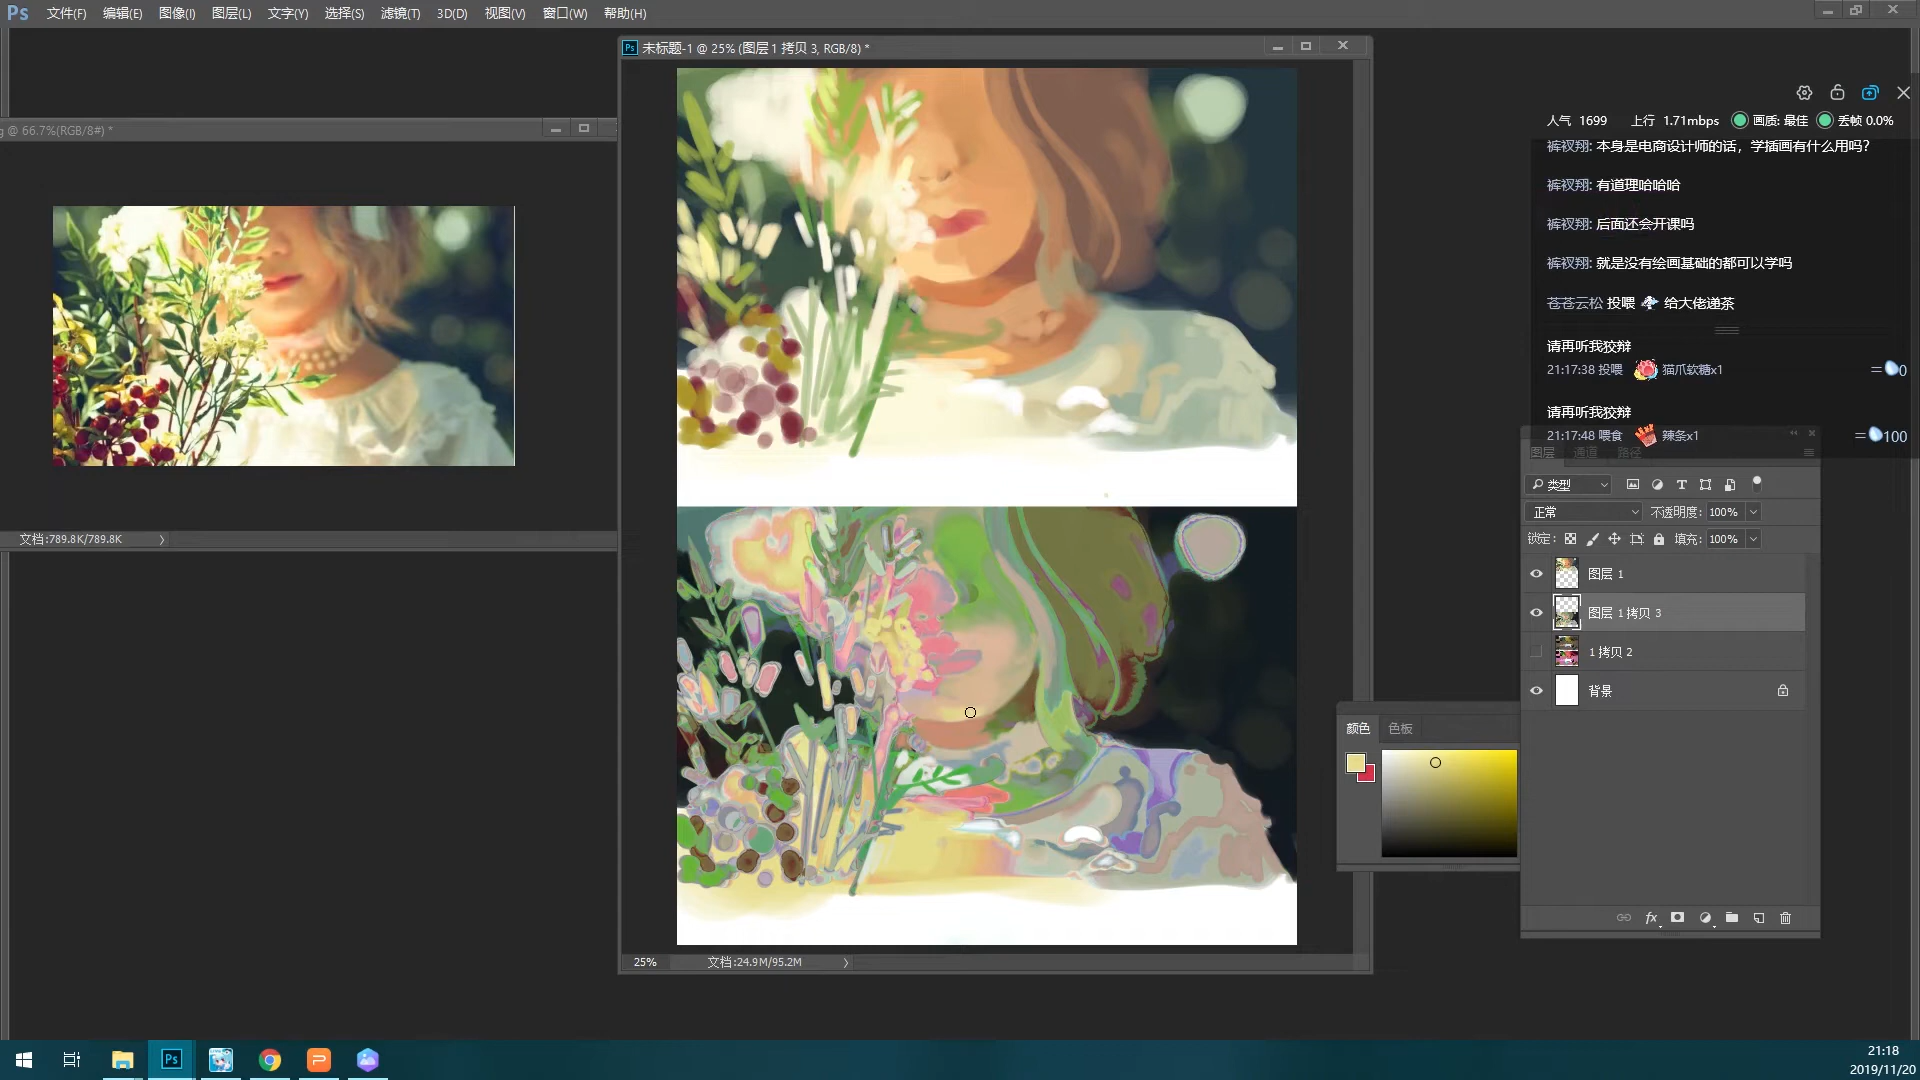 Ps 文件(F) 编辑(E) 图像(I) 图层(L) 文字(Y) 选择(S) 滤镜(T) 3D(D) 视图(V) 窗口(W) 帮助(H)
Ps 未标题-1 @ 25% (图层 1 拷贝 3, RGB/8) *
g @ 66.7%(RGB/8#) *
文档:789.8K/789.8K
25% 文档:24.9M/95.2M
人气 1699 上行 1.71mbps 画质: 最佳 丢帧 0.0%
裤衩翔: 本身是电商设计师的话，学插画有什么用吗?
裤衩翔: 有道理哈哈哈
裤衩翔: 后面还会开课吗
裤衩翔: 就是没有绘画基础的都可以学吗
苍苍云松 投喂 给大佬递茶
请再听我狡辩
21:17:38 投喂 猫爪软糖x1 = 0
请再听我狡辩
21:17:48 喂食 辣条x1 = 100
图层 通道 路径
类型
正常 不透明度: 100%
锁定: 填充: 100%
图层 1
图层 1 拷贝 3
1 拷贝 2
背景
fx
颜色 色板
Ps
21:18
2019/11/20